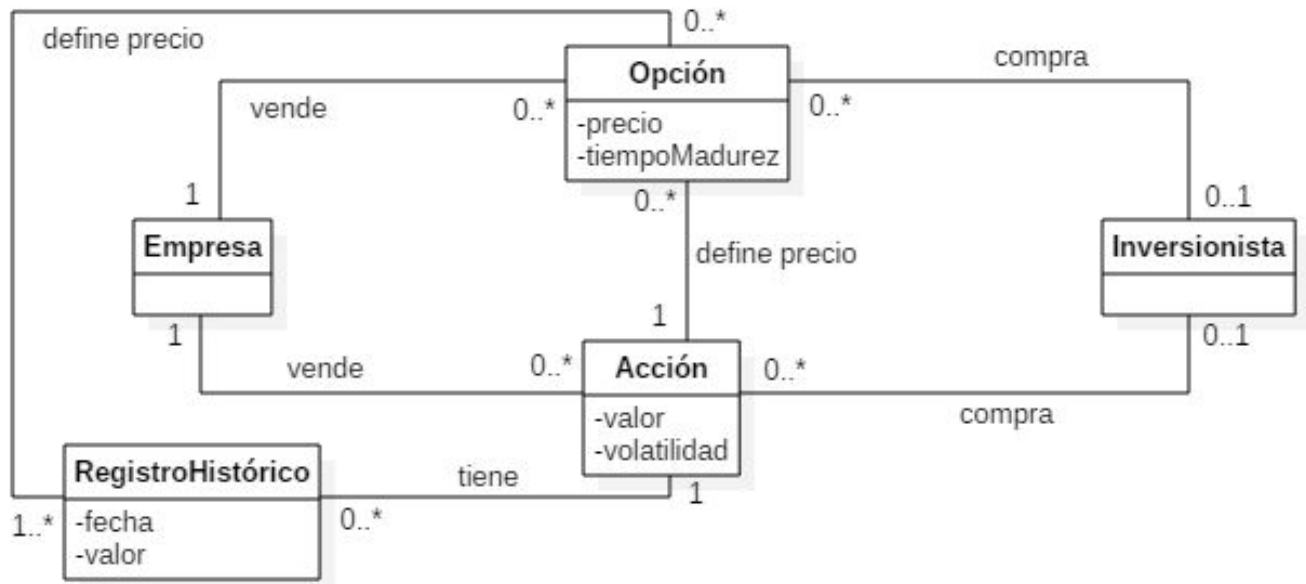 0..*
define precio
Opción
compra
vende
0..*
0..*
-precio
-tiempoMadurez
1
0..*
0..1
Empresa
define precio
Inversionista
1
1
0..1
vende
0..*
Acción
0..*
compra
-valor
-volatilidad
RegistroHistórico
tiene
1
1..*
-fecha
0..*
-valor